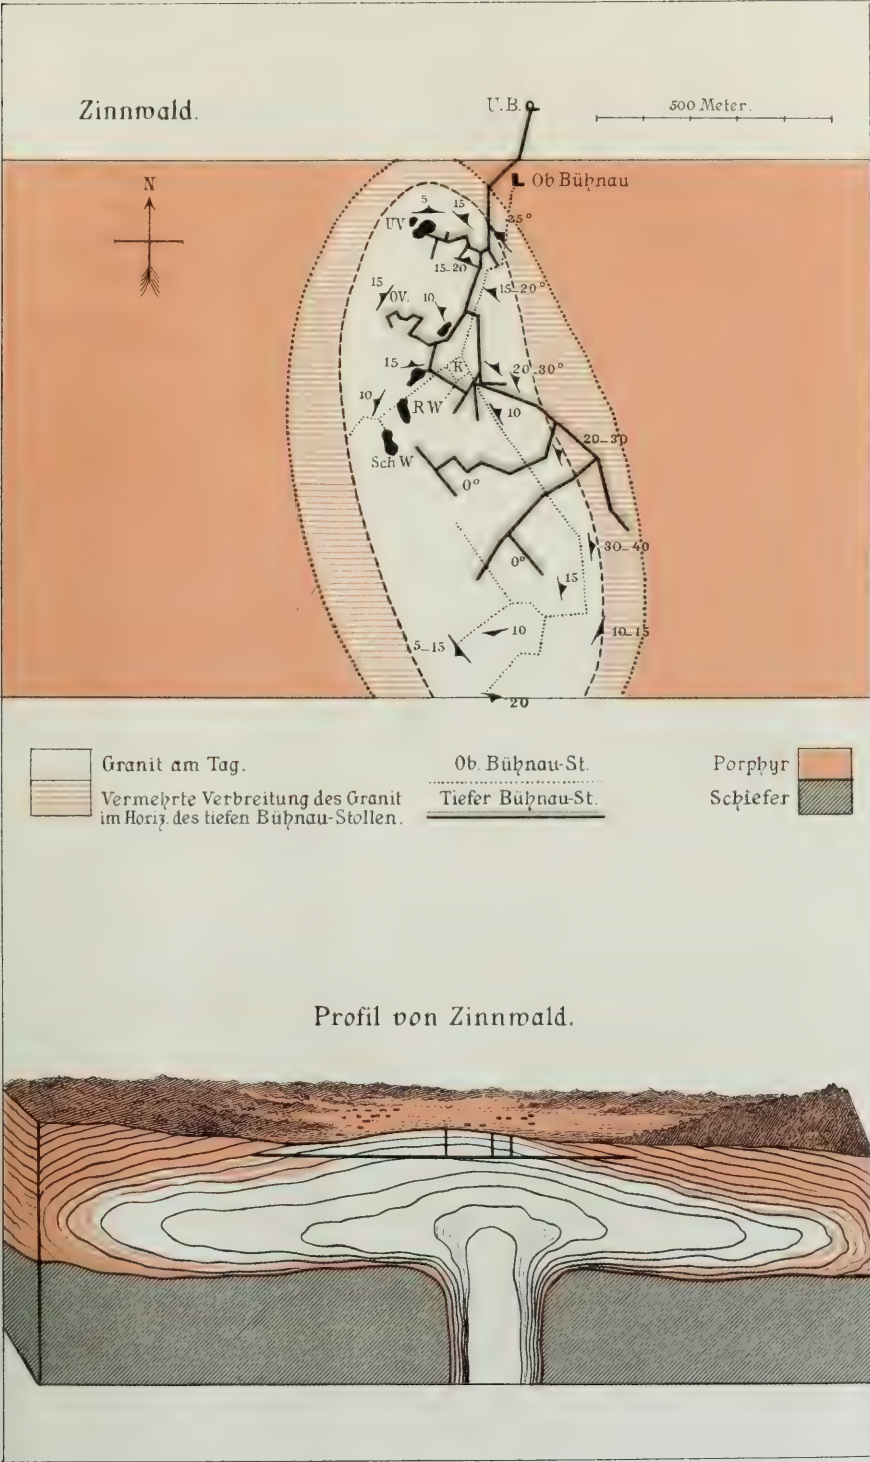 Zinnwald.
U.B.
500 Meter.
N
Ob Bühnau
5
15
UV
25°
15_20
15
OV.
10
15_20°
15
K
20_30°
10
R W
10
20_30
Sch W
0°
30_40
0°
15
10
10_15
5_15
20
Granit am Tag.
Vermehrte Verbreitung des Granit
im Horiz. des tiefen Bühnau-Stollen.
Ob. Bühnau-St.
Tiefer Bühnau-St.
Porphyr
Schiefer
Profil von Zinnwald.